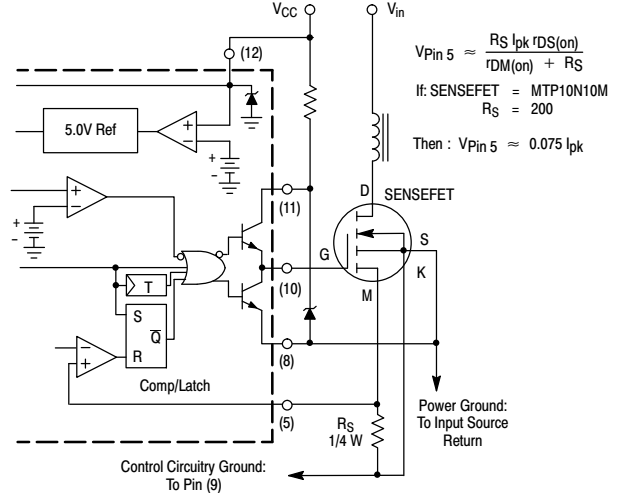 VCC
Vin
(12)
VPin 5 ≈ RS Ipk rDS(on)
rDM(on) + RS
If: SENSEFET = MTP10N10M
RS = 200
Then : VPin 5 ≈ 0.075 Ipk
5.0V Ref
+
−
+
−
D
SENSEFET
(11)
+
−
+
−
G
S
K
M
(10)
T
S
Q
R
(8)
−
+
Comp/Latch
(5)
RS
1/4 W
Power Ground:
To Input Source
Return
Control Circuitry Ground:
To Pin (9)